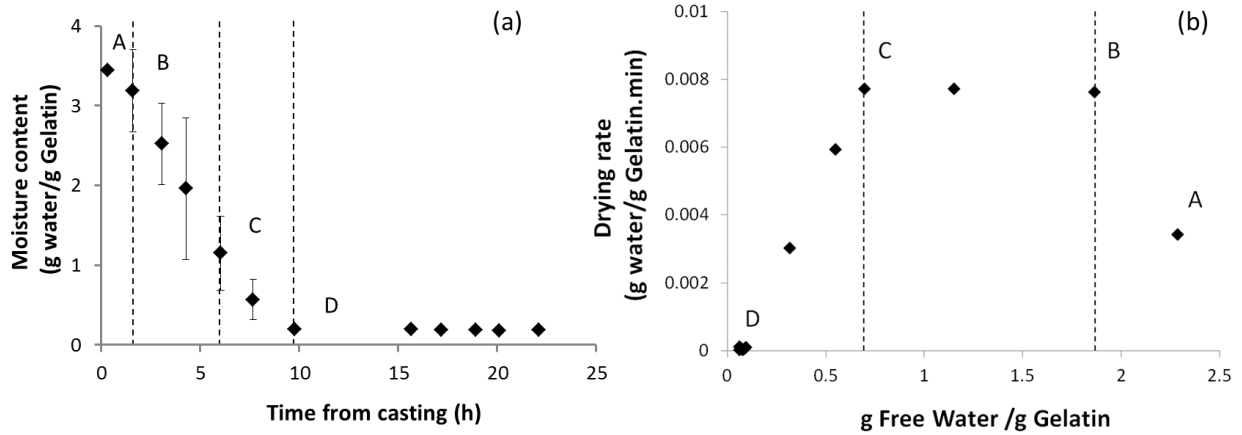 (a)
Moisture content
(g water/g Gelatin)
4
3
2
1
0
A
B
C
D
0 5 10 15 20 25
Time from casting (h)
(b)
Drying rate
(g water/g Gelatin.min)
0.01
0.008
0.006
0.004
0.002
0
C
B
A
D
0 0.5 1 1.5 2 2.5
g Free Water /g Gelatin